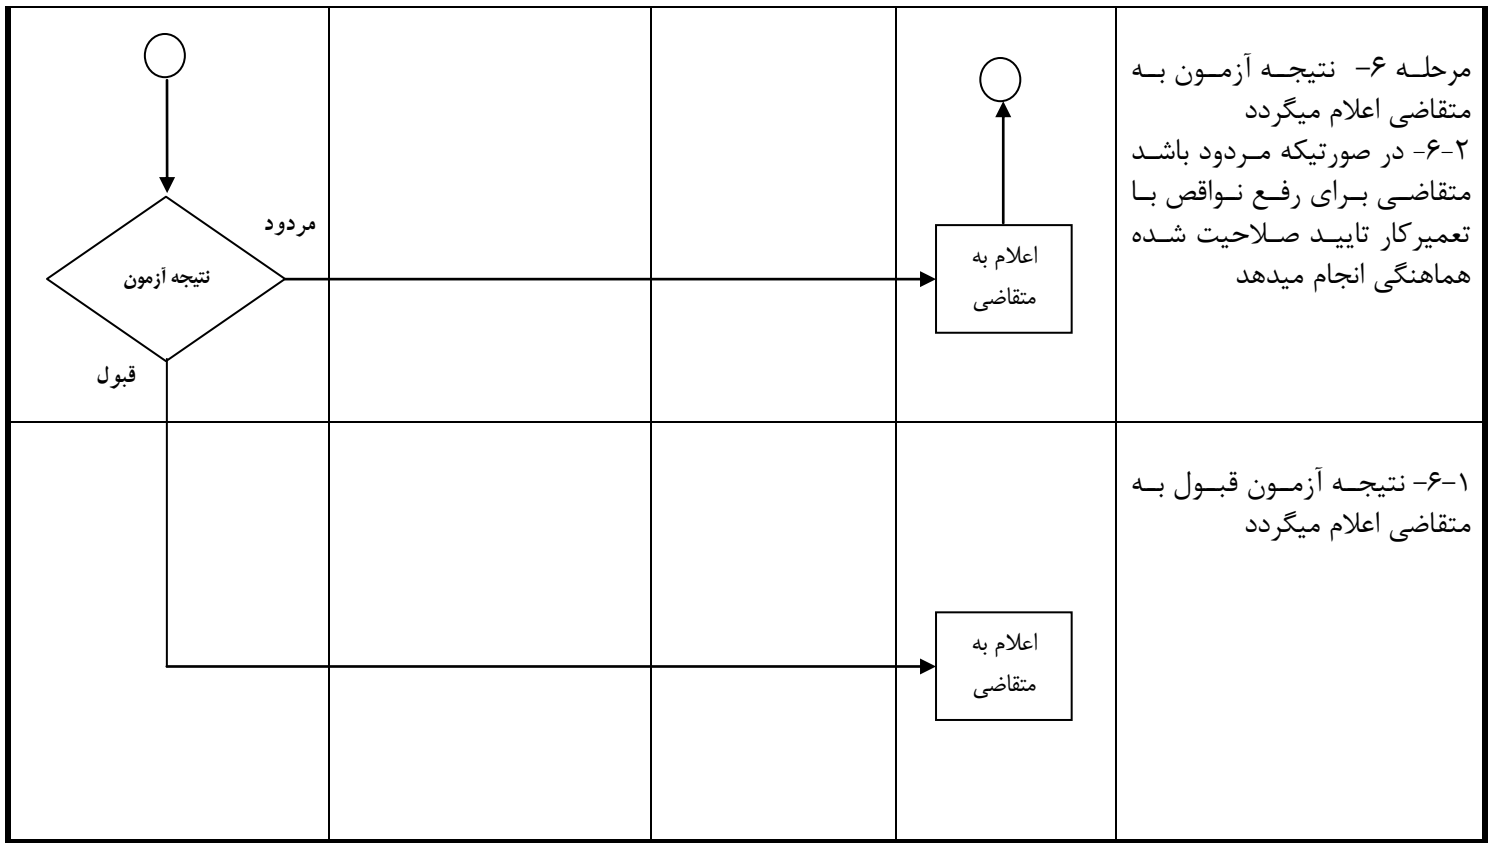 مرحله ۶- نتیجه آزمون به
متقاضی اعلام میگردد
۶-۲- در صورتیکه مردود باشد
متقاضی برای رفع نواقص با
تعمیرکار تایید صلاحیت شده
هماهنگی انجام میدهد
اعلام به
متقاضی
مردود
نتیجه آزمون
قبول
۶-۱- نتیجه آزمون قبول به
متقاضی اعلام میگردد
اعلام به
متقاضی